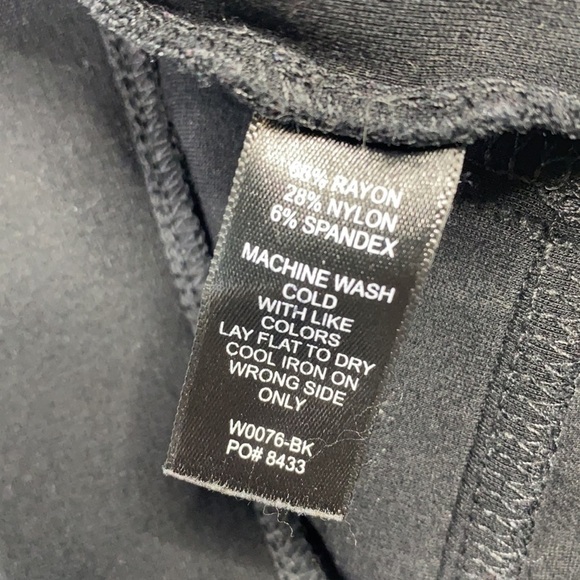 66% RAYON
28% NYLON
6% SPANDEX
MACHINE WASH
COLD
WITH LIKE
COLORS
LAY FLAT TO DRY
COOL IRON ON
WRONG SIDE
ONLY
W0076-BK
PO# 8433